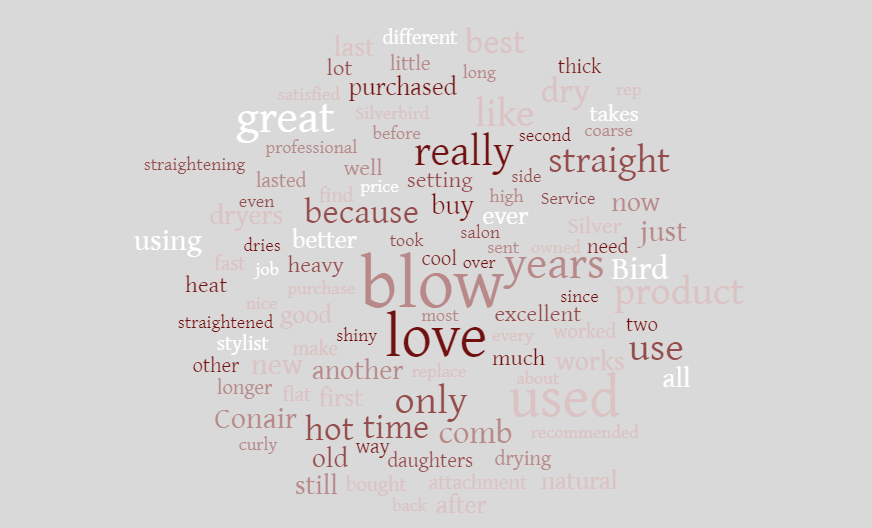 different
last
best
lot
little
long
thick
purchased
dry
rep
satisfied
great
Silverbird
like
takes
before
second
coarse
professional
really
straight
straightening
well
side
lasted
setting
price
find
high
Service
now
even
because
buy
ever
dryers
Silver
just
using
better
took
salon
dries
sent
owned
need
fast
job
heavy
cool
over
years
Bird
blow
heat
purchase
since
product
nice
good
most
excellent
straightened
shiny
love
every
worked
two
stylist
make
much
use
other
new
another
replace
works
about
all
longer
flat
first
only
used
Conair
hot
time
comb
recommended
curly
way
old
daughters
drying
still
bought
attachment
natural
back
after